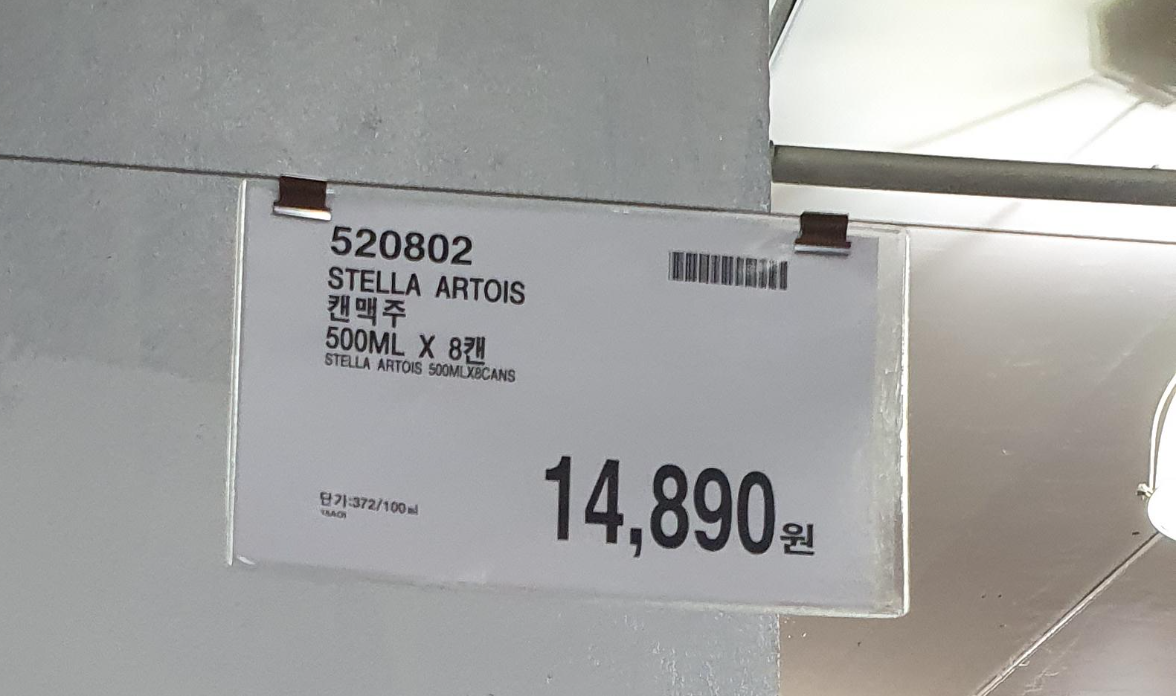 520802
STELLA ARTOIS
캔맥주
500ML X 8캔
STELLA ARTOIS 500MLX8CANS
14,890원
단가:372/100ml